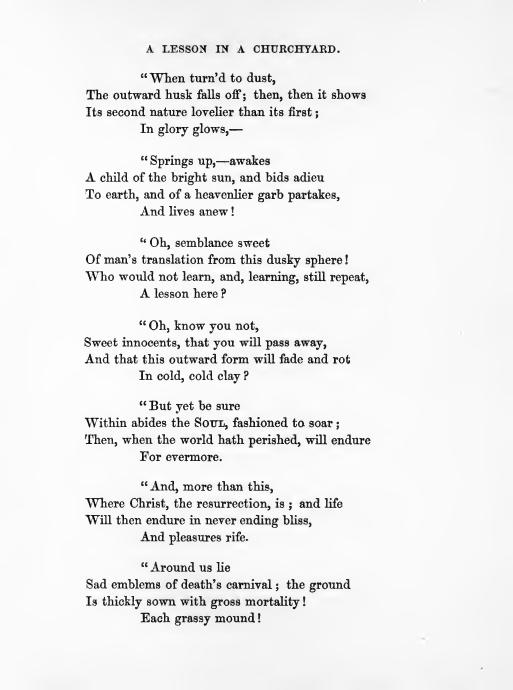 A LESSON IN A CHURCHYARD.
“When turn’d to dust,
The outward husk falls off; then, then it shows
Its second nature lovelier than its first;
In glory glows,—
“Springs up,—awakes
A child of the bright sun, and bids adieu
To earth, and of a heavenlier garb partakes,
And lives anew!
“Oh, semblance sweet
Of man’s translation from this dusky sphere!
Who would not learn, and, learning, still repeat,
A lesson here?
“Oh, know you not,
Sweet innocents, that you will pass away,
And that this outward form will fade and rot
In cold, cold clay?
“But yet be sure
Within abides the SOUL, fashioned to soar;
Then, when the world hath perished, will endure
For evermore.
“And, more than this,
Where Christ, the resurrection, is; and life
Will then endure in never ending bliss,
And pleasures rife.
“Around us lie
Sad emblems of death’s carnival; the ground
Is thickly sown with gross mortality!
Each grassy mound!